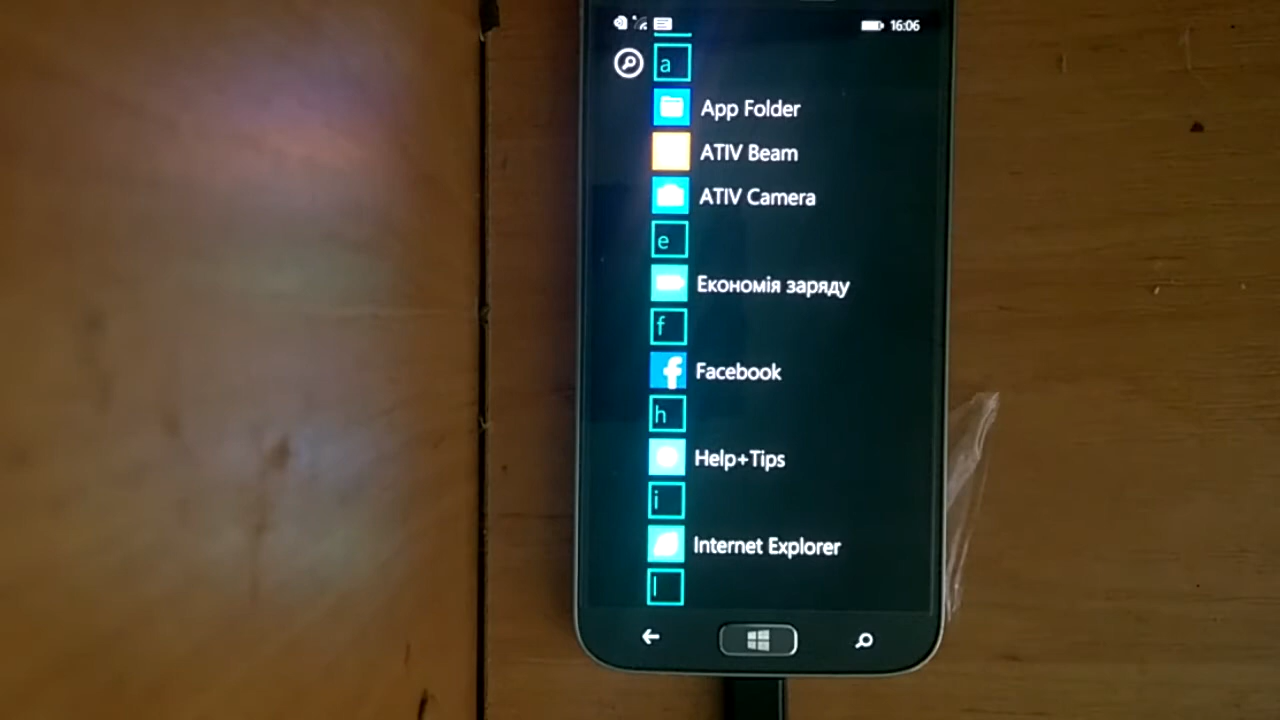 16:06
a
App Folder
ATIV Beam
ATIV Camera
e
Економія заряду
f
Facebook
h
Help+Tips
i
Internet Explorer
l